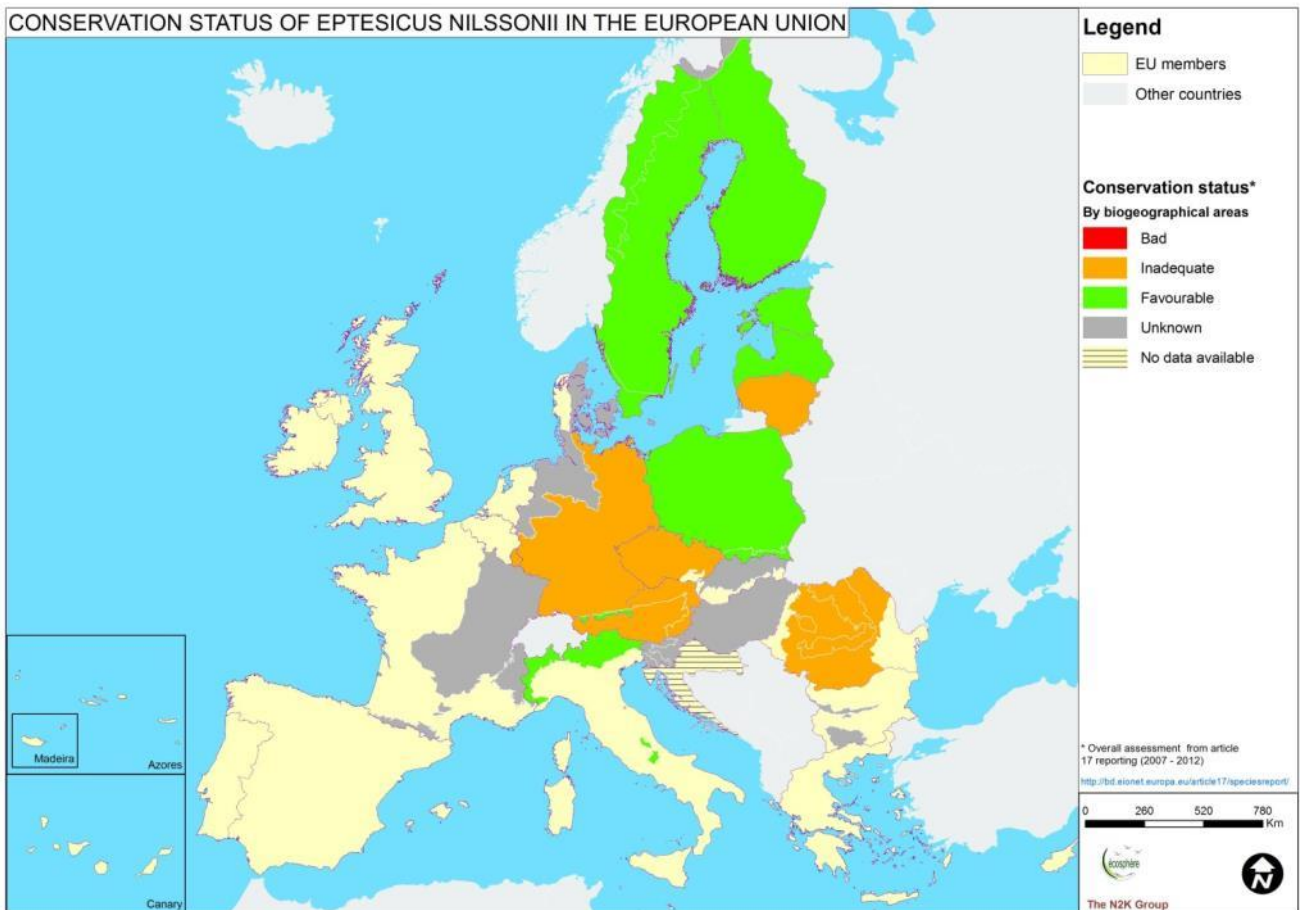 CONSERVATION STATUS OF EPTESICUS NILSSONII IN THE EUROPEAN UNION
Legend
EU members
Other countries
Conservation status*
By biogeographical areas
Bad
Inadequate
Favourable
Unknown
No data available
Madeira
Azores
Canary
* Overall assessment from article
17 reporting (2007 - 2012)
http://bd.eionet.europa.eu/article17/speciesreport/
0 260 520 780
Km
écosphère
N
The N2K Group